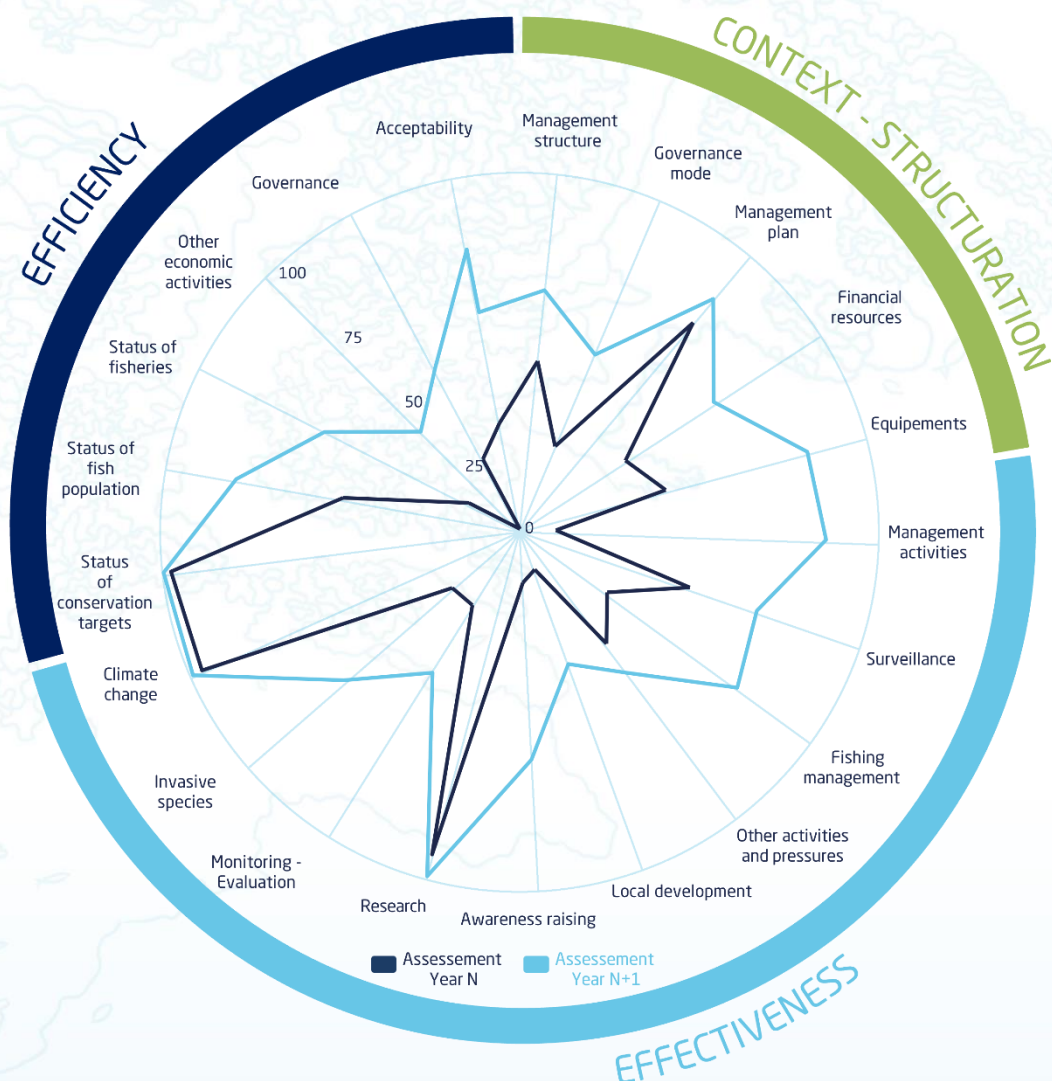 EFFICIENCY
CONTEXT - STRUCTURATION
EFFECTIVENESS
Acceptability
Management
structure
Governance
mode
Management
plan
Financial
resources
Equipements
Management
activities
Surveillance
Fishing
management
Other activities
and pressures
Local development
Awareness raising
Research
Monitoring -
Evaluation
Invasive
species
Climate
change
Status
of
conservation
targets
Status of
fish
population
Status of
fisheries
Other
economic
activities
Governance
100
75
50
25
0
Assessement
Year N
Assessement
Year N+1